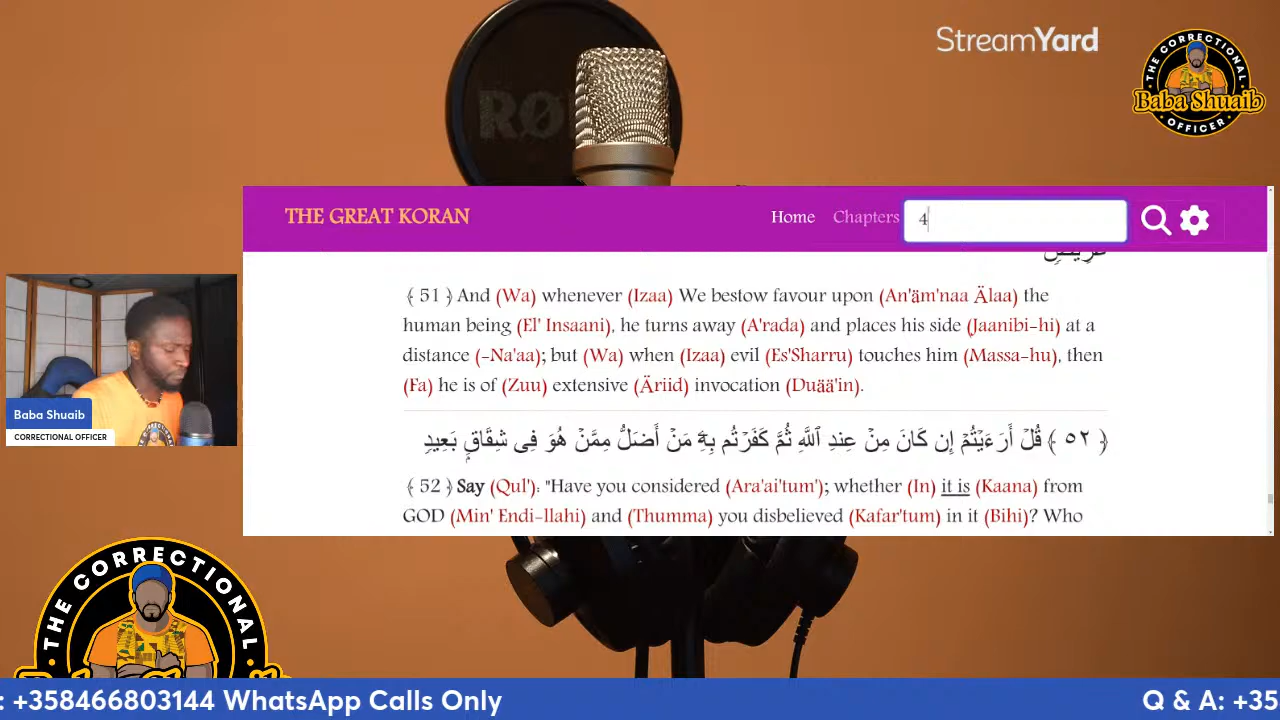 StreamYard
THE CORRECTIONAL
Baba Shuaib
OFFICER
RØ
THE GREAT KORAN
Home
Chapters
4
﴾ 51 ﴿ And (Wa) whenever (Izaa) We bestow favour upon (An'äm'naa Älaa) the
human being (El' Insaani), he turns away (A'rada) and places his side (Jaanibi-hi) at a
distance (-Na'aa); but (Wa) when (Izaa) evil (Es'Sharru) touches him (Massa-hu), then
(Fa) he is of (Zuu) extensive (Äriid) invocation (Duää'in).
﴿ ٥٢ ﴾ قُلْ أَرَءَيْتُمْ إِن كَانَ مِنْ عِندِ ٱللَّهِ ثُمَّ كَفَرْتُم بِهِۦ مَنْ أَضَلُّ مِمَّنْ هُوَ فِى شِقَاقٍۭ بَعِيدٍ
﴾ 52 ﴿ Say (Qul'): "Have you considered (Ara'ai'tum'); whether (In) it is (Kaana) from
GOD (Min' Endi-llahi) and (Thumma) you disbelieved (Kafar'tum) in it (Bihi)? Who
Baba Shuaib
CORRECTIONAL OFFICER
THE CORRECTIONAL
: +358466803144 WhatsApp Calls Only
Q & A: +35